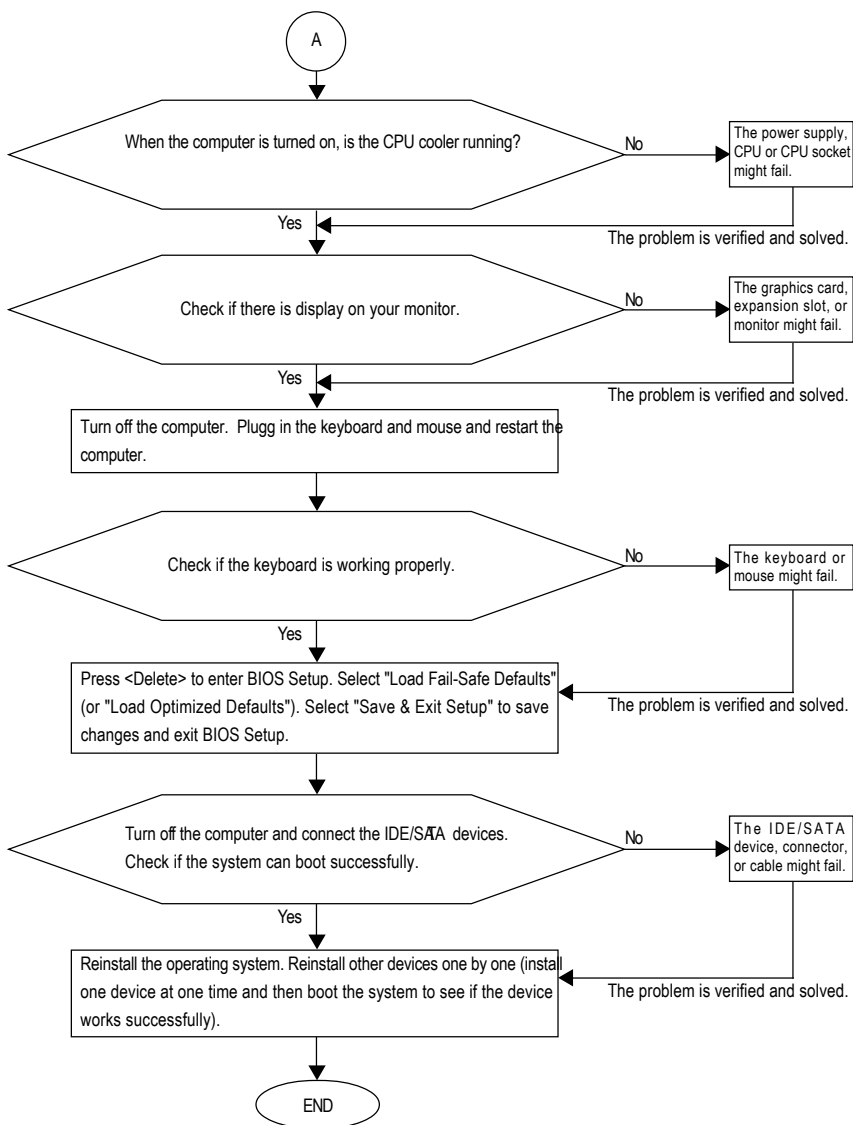 A
When the computer is turned on, is the CPU cooler running?
No
The power supply,
CPU or CPU socket
might fail.
Yes
The problem is verified and solved.
Check if there is display on your monitor.
No
The graphics card,
expansion slot, or
monitor might fail.
Yes
The problem is verified and solved.
Turn off the computer. Plugg in the keyboard and mouse and restart the
computer.
Check if the keyboard is working properly.
No
The keyboard or
mouse might fail.
Yes
Press <Delete> to enter BIOS Setup. Select "Load Fail-Safe Defaults"
(or "Load Optimized Defaults"). Select "Save & Exit Setup" to save
changes and exit BIOS Setup.
The problem is verified and solved.
Turn off the computer and connect the IDE/SATA devices.
Check if the system can boot successfully.
No
The IDE/SATA
device, connector,
or cable might fail.
Yes
Reinstall the operating system. Reinstall other devices one by one (install
one device at one time and then boot the system to see if the device
works successfully).
The problem is verified and solved.
END